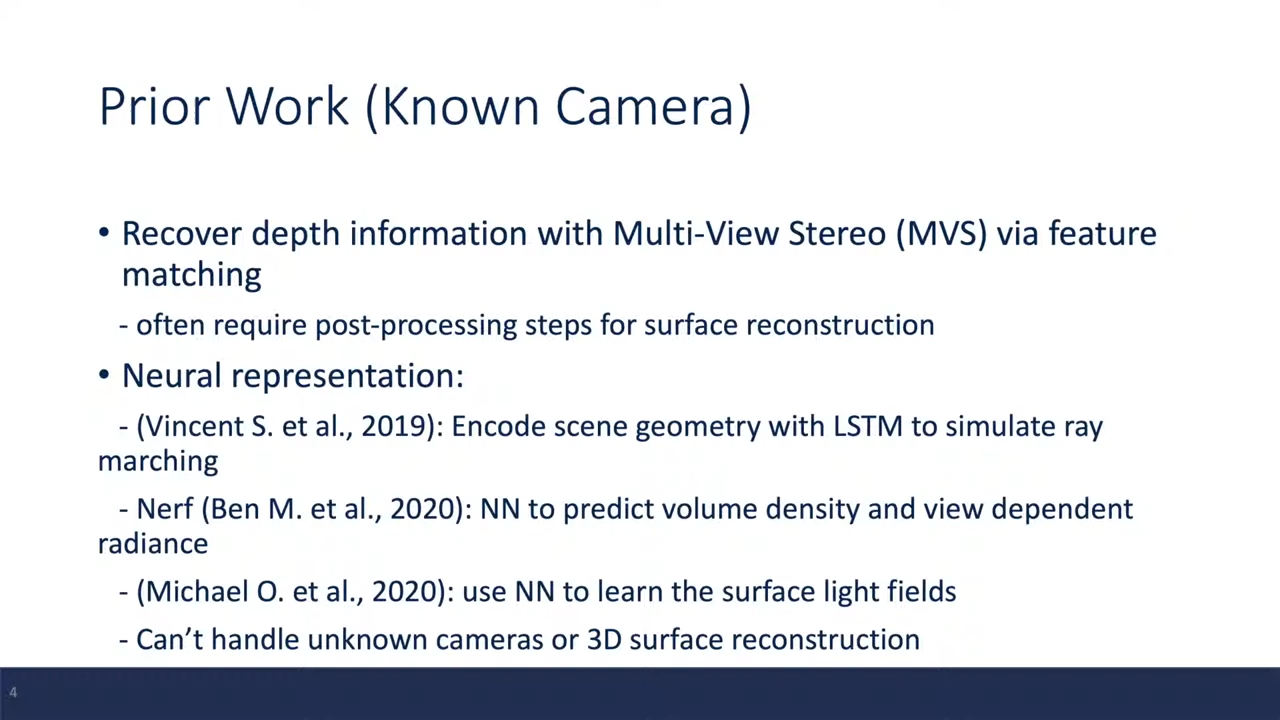 Prior Work (Known Camera)
• Recover depth information with Multi-View Stereo (MVS) via feature
matching
- often require post-processing steps for surface reconstruction
• Neural representation:
- (Vincent S. et al., 2019): Encode scene geometry with LSTM to simulate ray
marching
- Nerf (Ben M. et al., 2020): NN to predict volume density and view dependent
radiance
- (Michael O. et al., 2020): use NN to learn the surface light fields
- Can’t handle unknown cameras or 3D surface reconstruction
4